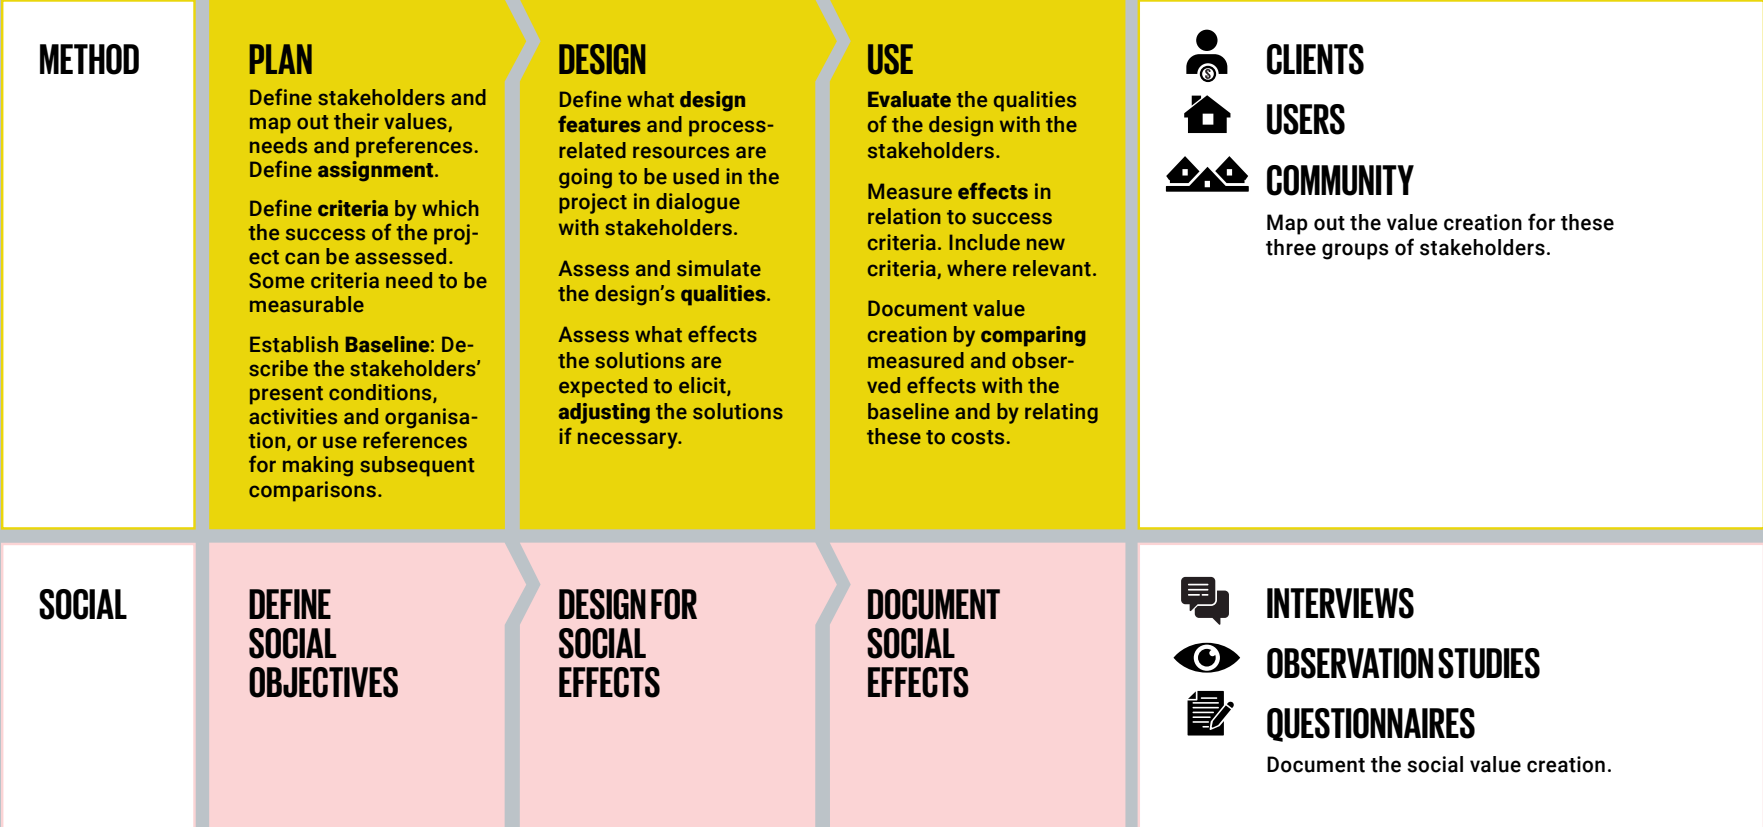 METHOD
PLAN
Define stakeholders and
map out their values,
needs and preferences.
Define assignment.
Define criteria by which
the success of the proj-
ect can be assessed.
Some criteria need to be
measurable
Establish Baseline: De-
scribe the stakeholders’
present conditions,
activities and organisa-
tion, or use references
for making subsequent
comparisons.
DESIGN
Define what design
features and process-
related resources are
going to be used in the
project in dialogue
with stakeholders.
Assess and simulate
the design’s qualities.
Assess what effects
the solutions are
expected to elicit,
adjusting the solutions
if necessary.
USE
Evaluate the qualities
of the design with the
stakeholders.
Measure effects in
relation to success
criteria. Include new
criteria, where relevant.
Document value
creation by comparing
measured and obser-
ved effects with the
baseline and by relating
these to costs.
$
CLIENTS
USERS
COMMUNITY
Map out the value creation for these
three groups of stakeholders.
SOCIAL
DEFINE
SOCIAL
OBJECTIVES
DESIGN FOR
SOCIAL
EFFECTS
DOCUMENT
SOCIAL
EFFECTS
INTERVIEWS
OBSERVATION STUDIES
QUESTIONNAIRES
Document the social value creation.